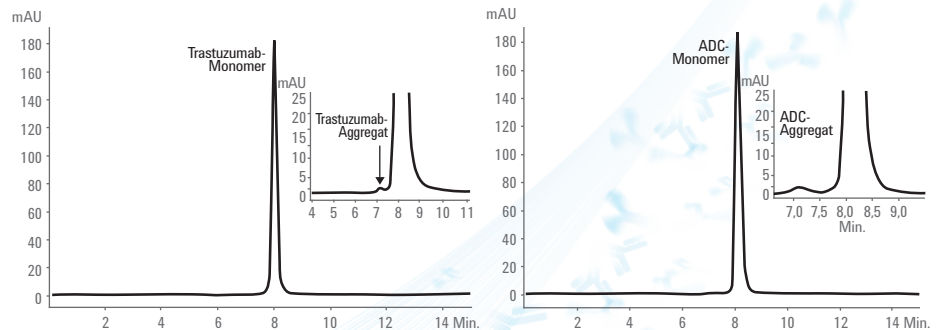 mAU
180
160
140
120
100
80
60
40
20
0
2 4 6 8 10 12 14 Min.
Trastuzumab-
Monomer
mAU
25
20
15
10
5
0
4 5 6 7 8 9 10 11
Trastuzumab-
Aggregat
mAU
180
160
140
120
100
80
60
40
20
0
2 4 6 8 10 12 14 Min.
ADC-
Monomer
mAU
25
20
15
10
5
0
7,0 7,5 8,0 8,5 9,0
Min.
ADC-
Aggregat